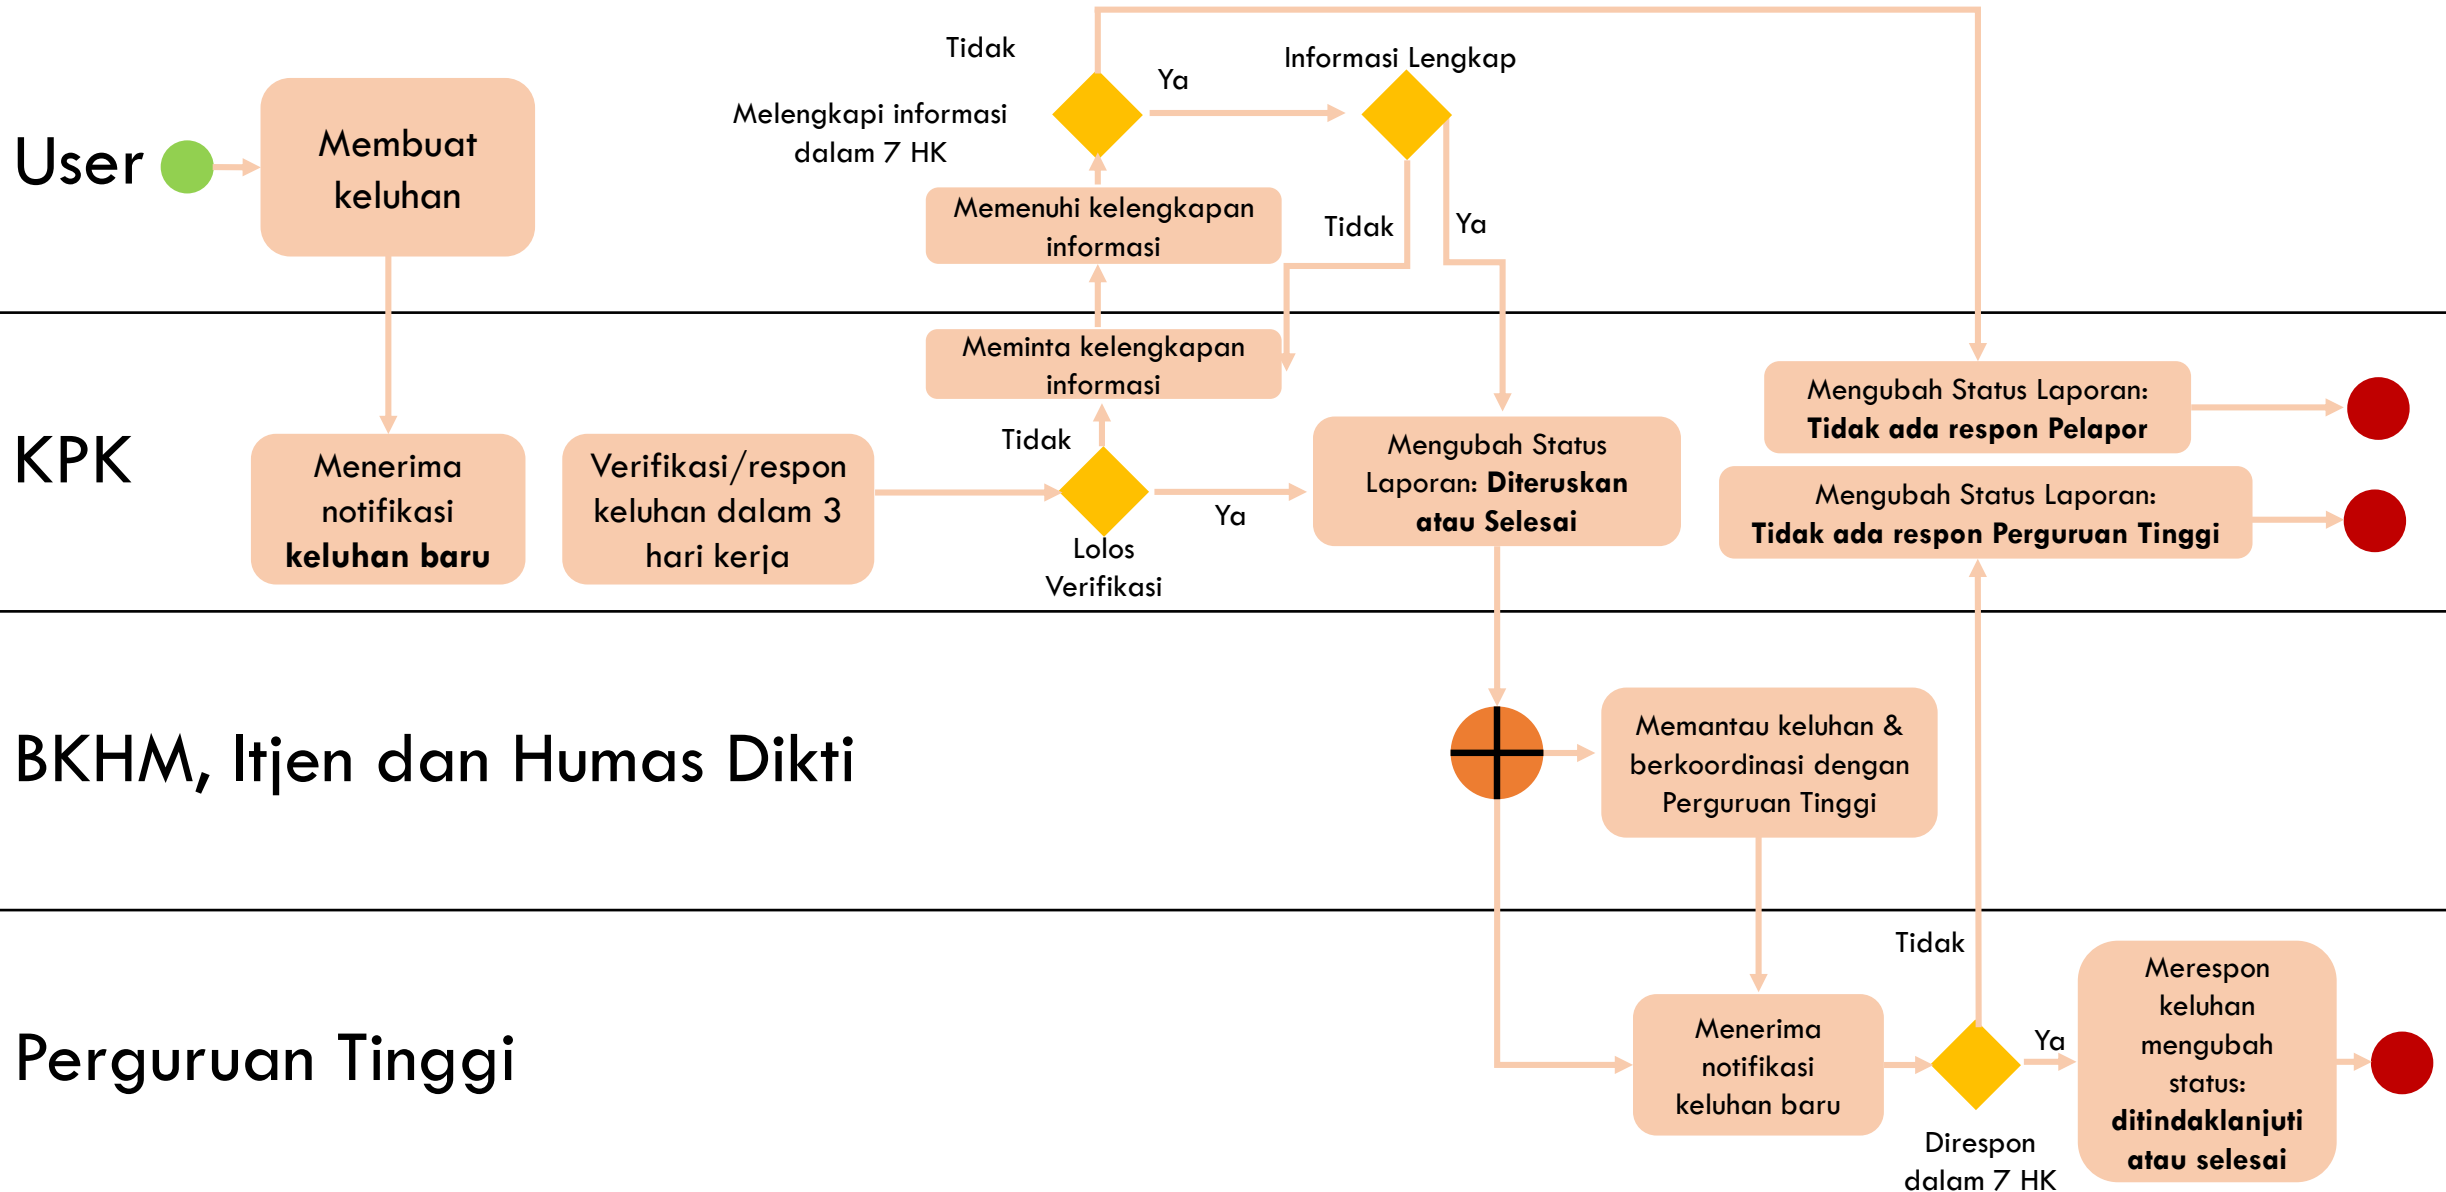 User
Membuat
keluhan
Tidak
Melengkapi informasi
dalam 7 HK
Ya
Informasi Lengkap
Memenuhi kelengkapan
informasi
Tidak
Ya
KPK
Menerima
notifikasi
keluhan baru
Verifikasi/respon
keluhan dalam 3
hari kerja
Meminta kelengkapan
informasi
Tidak
Lolos
Verifikasi
Ya
Mengubah Status
Laporan: Diteruskan
atau Selesai
Mengubah Status Laporan:
Tidak ada respon Pelapor
Mengubah Status Laporan:
Tidak ada respon Perguruan Tinggi
BKHM, Itjen dan Humas Dikti
Memantau keluhan &
berkoordinasi dengan
Perguruan Tinggi
Perguruan Tinggi
Menerima
notifikasi
keluhan baru
Tidak
Direspon
dalam 7 HK
Ya
Merespon
keluhan
mengubah
status:
ditindaklanjuti
atau selesai